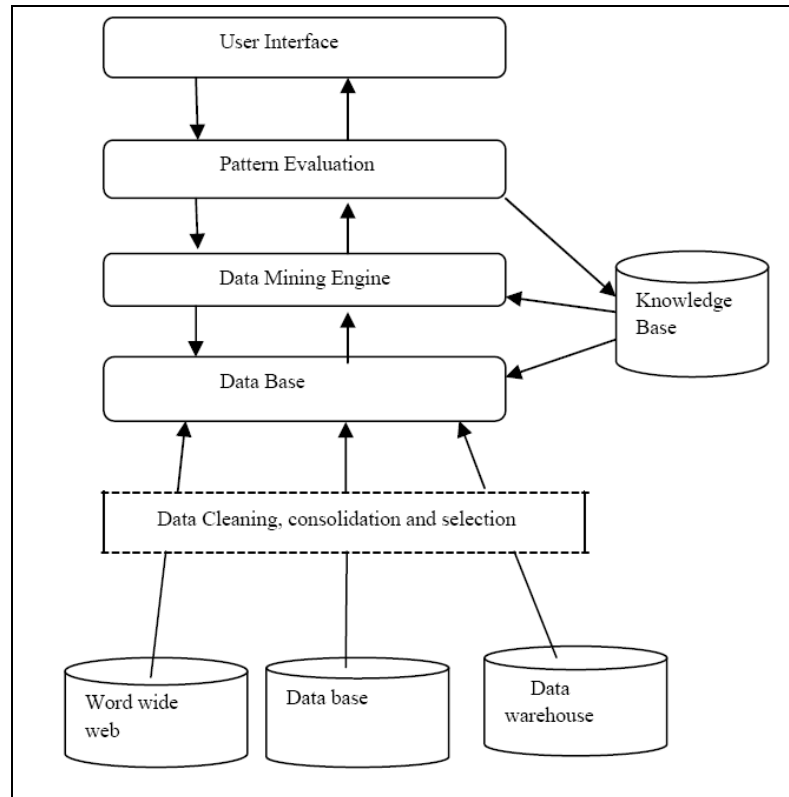 User Interface
Pattern Evaluation
Data Mining Engine
Knowledge
Base
Data Base
Data Cleaning, consolidation and selection
Word wide
web
Data base
Data
warehouse